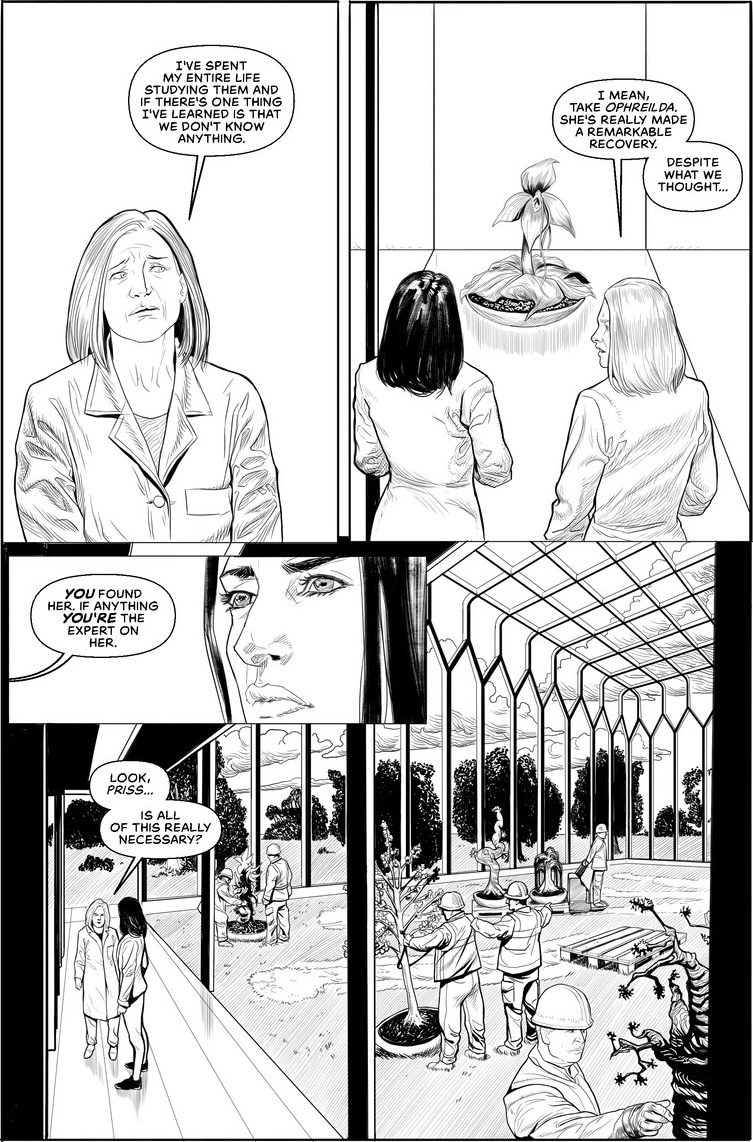 I'VE SPENT
MY ENTIRE LIFE
STUDYING THEM AND
IF THERE'S ONE THING
I'VE LEARNED IS THAT
WE DON'T KNOW
ANYTHING.
I MEAN,
TAKE OPHREILDA.
SHE'S REALLY MADE
A REMARKABLE
RECOVERY.
DESPITE
WHAT WE
THOUGHT...
YOU FOUND
HER. IF ANYTHING
YOU'RE THE
EXPERT ON
HER.
LOOK,
PRISS...
IS ALL
OF THIS REALLY
NECESSARY?